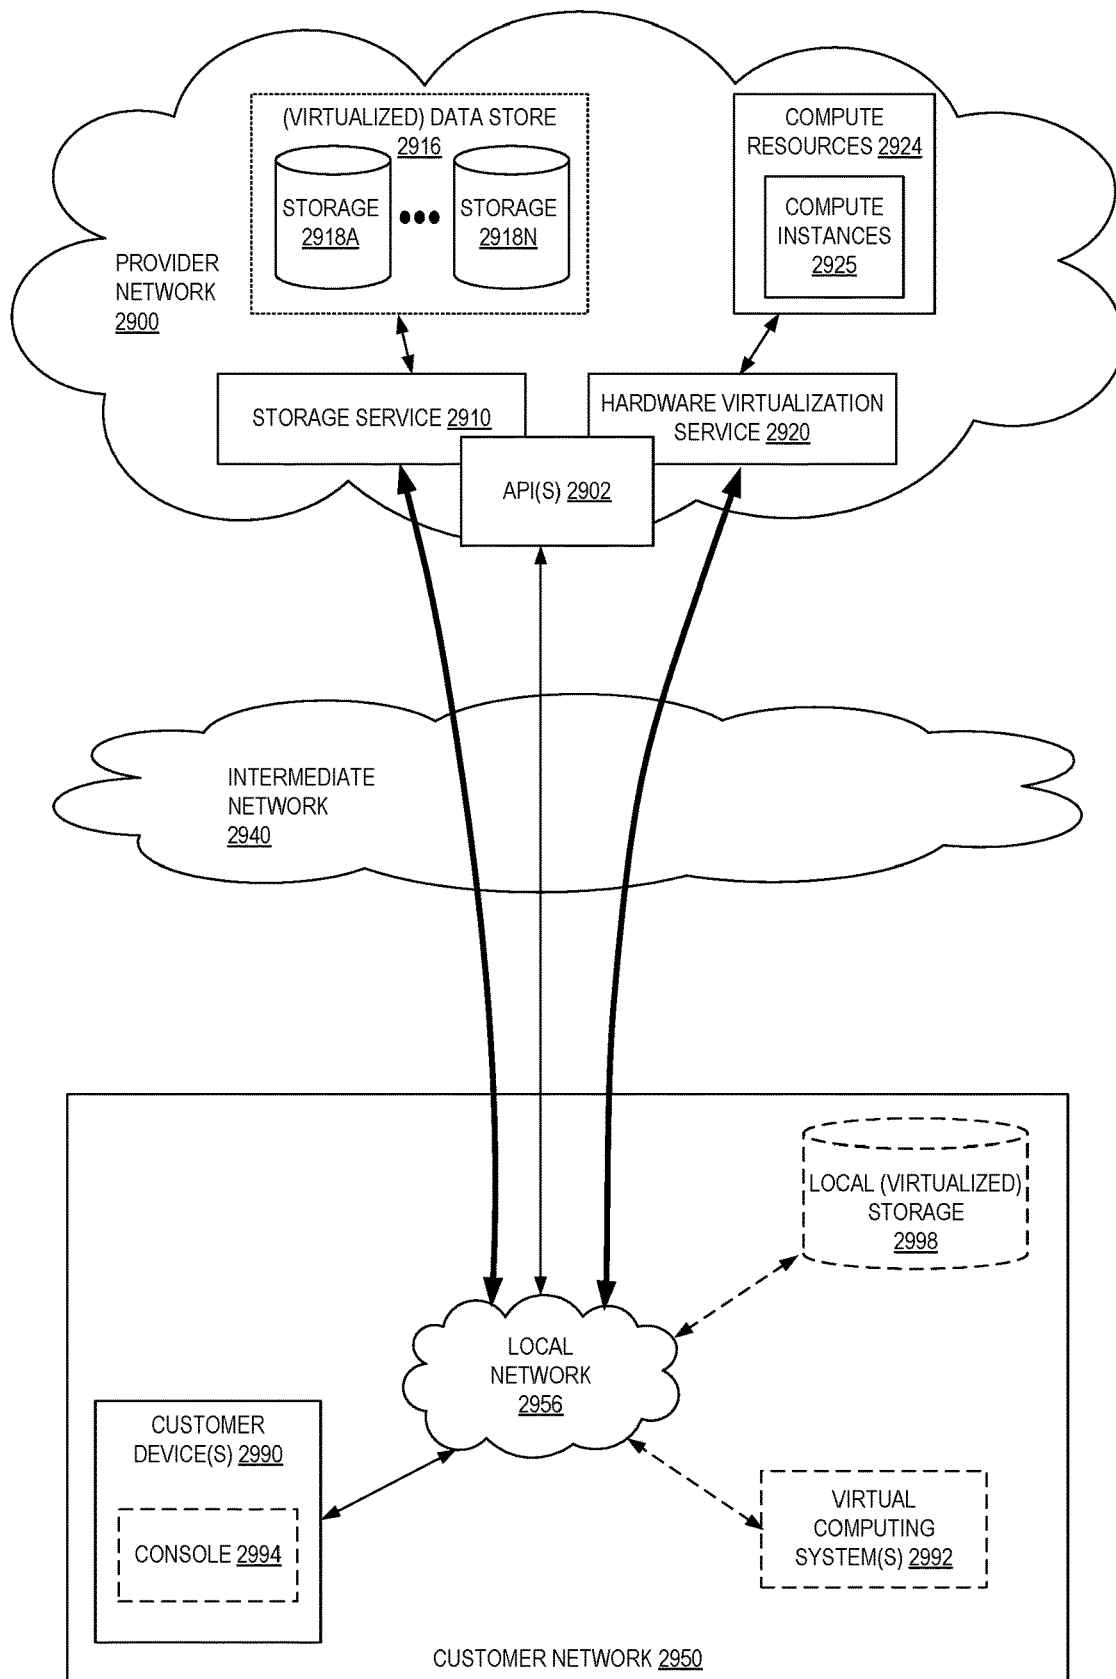 (VIRTUALIZED) DATA STORE
2916
STORAGE
2918A
STORAGE
2918N
COMPUTE
RESOURCES 2924
COMPUTE
INSTANCES
2925
PROVIDER
NETWORK
2900
STORAGE SERVICE 2910
HARDWARE VIRTUALIZATION
SERVICE 2920
API(S) 2902
INTERMEDIATE
NETWORK
2940
LOCAL (VIRTUALIZED)
STORAGE
2998
LOCAL
NETWORK
2956
CUSTOMER
DEVICE(S) 2990
CONSOLE 2994
VIRTUAL
COMPUTING
SYSTEM(S) 2992
CUSTOMER NETWORK 2950